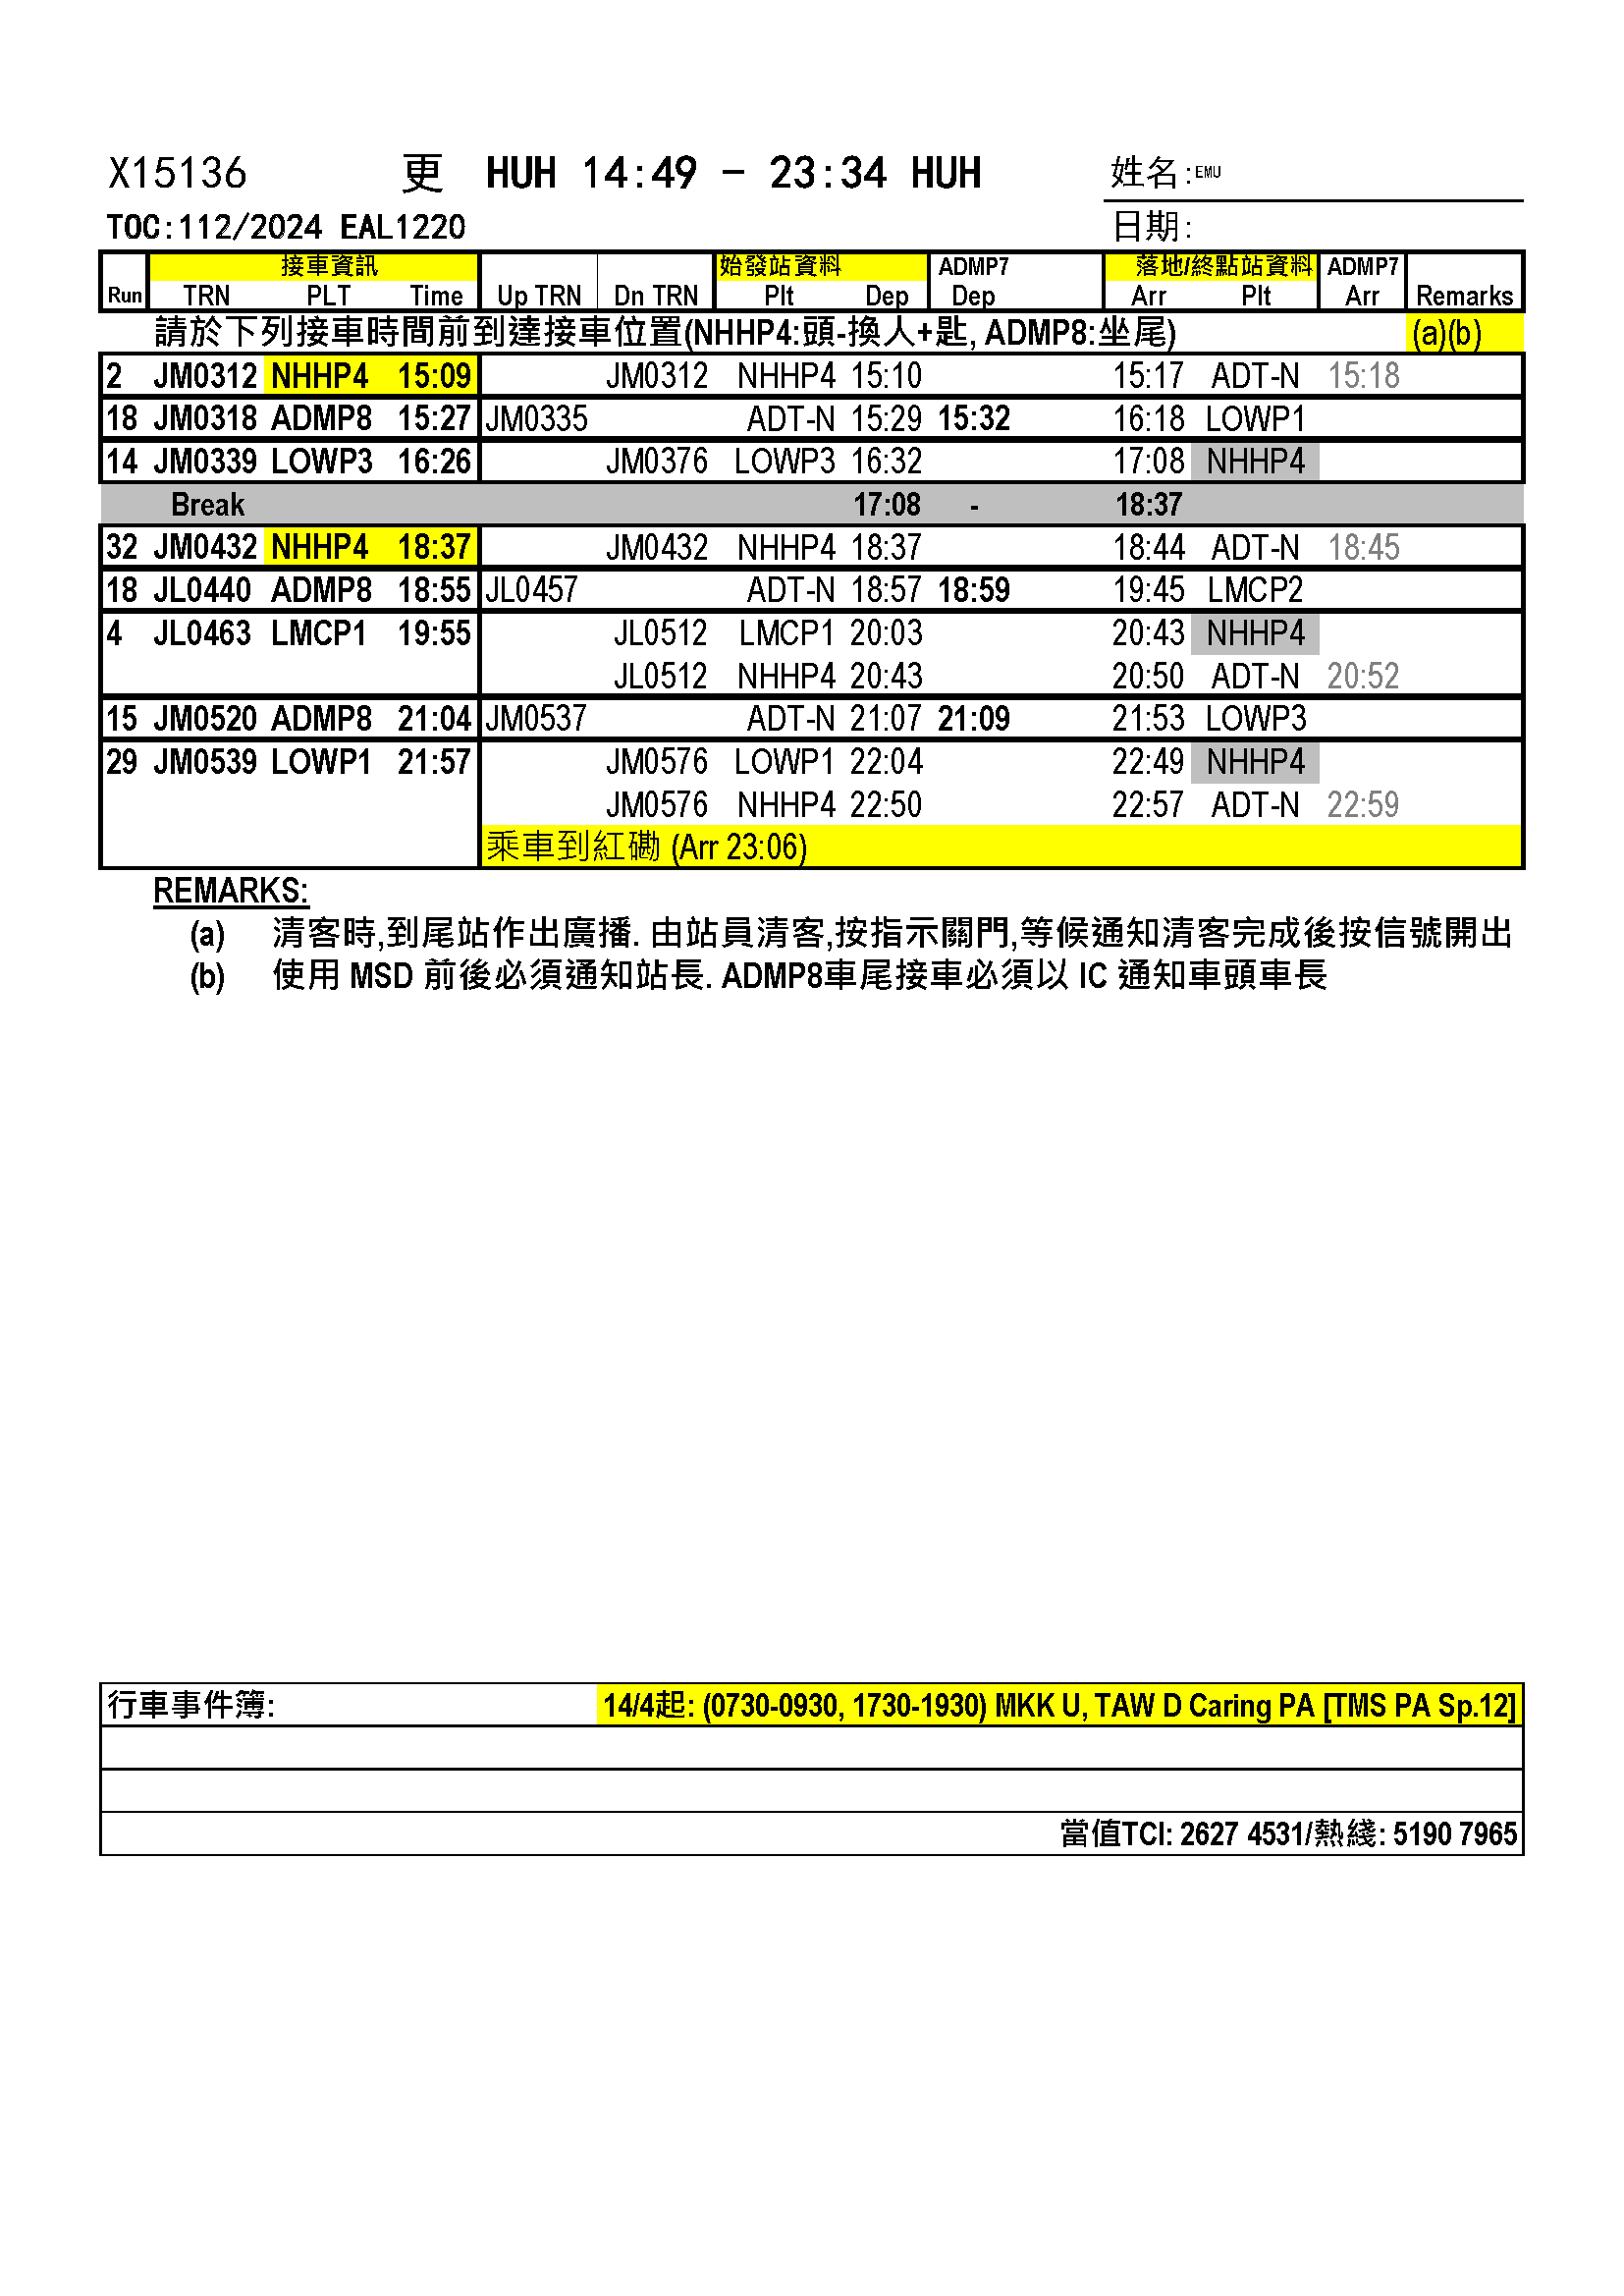 X15136 更 HUH 14:49 - 23:34 HUH 姓名:EMU
TOC:112/2024 EAL1220 日期:
接車資訊 始發站資料 ADMP7 落地/終點站資料 ADMP7
Run TRN PLT Time Up TRN Dn TRN Plt Dep Dep Arr Plt Arr Remarks
請於下列接車時間前到達接車位置(NHHP4:頭-換人+匙, ADMP8:坐尾) (a)(b)
2 JM0312 NHHP4 15:09 JM0312 NHHP4 15:10 15:17 ADT-N 15:18
18 JM0318 ADMP8 15:27 JM0335 ADT-N 15:29 15:32 16:18 LOWP1
14 JM0339 LOWP3 16:26 JM0376 LOWP3 16:32 17:08 NHHP4
Break 17:08 - 18:37
32 JM0432 NHHP4 18:37 JM0432 NHHP4 18:37 18:44 ADT-N 18:45
18 JL0440 ADMP8 18:55 JL0457 ADT-N 18:57 18:59 19:45 LMCP2
4 JL0463 LMCP1 19:55 JL0512 LMCP1 20:03 20:43 NHHP4
JL0512 NHHP4 20:43 20:50 ADT-N 20:52
15 JM0520 ADMP8 21:04 JM0537 ADT-N 21:07 21:09 21:53 LOWP3
29 JM0539 LOWP1 21:57 JM0576 LOWP1 22:04 22:49 NHHP4
JM0576 NHHP4 22:50 22:57 ADT-N 22:59
乘車到紅磡 (Arr 23:06)
REMARKS:
(a) 清客時,到尾站作出廣播. 由站員清客,按指示關門,等候通知清客完成後按信號開出
(b) 使用 MSD 前後必須通知站長. ADMP8車尾接車必須以 IC 通知車頭車長
行車事件簿: 14/4起: (0730-0930, 1730-1930) MKK U, TAW D Caring PA [TMS PA Sp.12]
當值TCI: 2627 4531/熱綫: 5190 7965